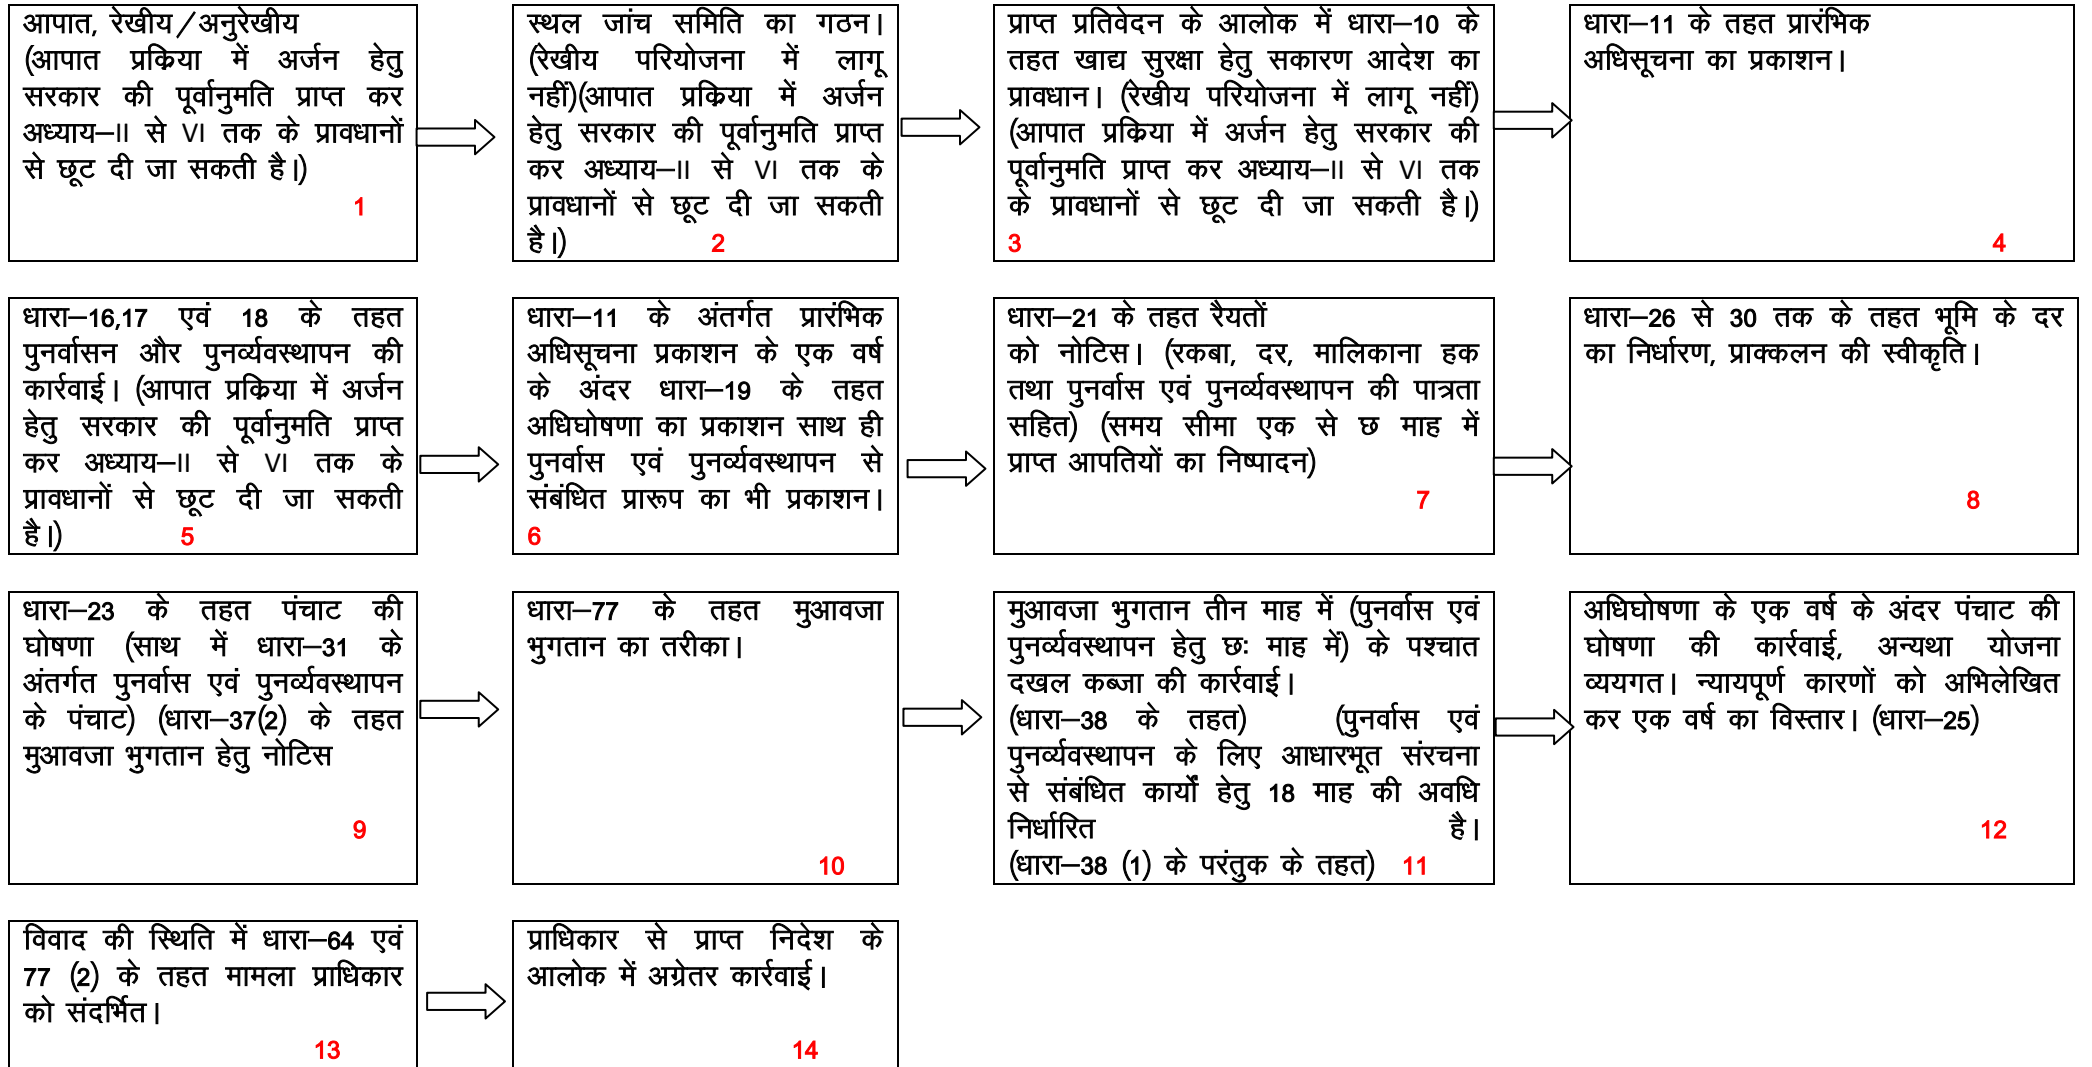 आपात, रेखीय/अनुरेखीय
(आपात प्रक्रिया में अर्जन हेतु
सरकार की पूर्वानुमति प्राप्त कर
अध्याय–II से VI तक के प्रावधानों
से छूट दी जा सकती है।)
1
स्थल जांच समिति का गठन।
(रेखीय परियोजना में लागू
नहीं)(आपात प्रक्रिया में अर्जन
हेतु सरकार की पूर्वानुमति प्राप्त
कर अध्याय–II से VI तक के
प्रावधानों से छूट दी जा सकती
है।) 2
प्राप्त प्रतिवेदन के आलोक में धारा–10 के
तहत खाद्य सुरक्षा हेतु सकारण आदेश का
प्रावधान। (रेखीय परियोजना में लागू नहीं)
(आपात प्रक्रिया में अर्जन हेतु सरकार की
पूर्वानुमति प्राप्त कर अध्याय–II से VI तक
के प्रावधानों से छूट दी जा सकती है।)
3
धारा–11 के तहत प्रारंभिक
अधिसूचना का प्रकाशन।
4
धारा–16,17 एवं 18 के तहत
पुनर्वासन और पुनर्व्यवस्थापन की
कार्रवाई। (आपात प्रक्रिया में अर्जन
हेतु सरकार की पूर्वानुमति प्राप्त
कर अध्याय–II से VI तक के
प्रावधानों से छूट दी जा सकती
है।) 5
धारा–11 के अंतर्गत प्रारंभिक
अधिसूचना प्रकाशन के एक वर्ष
के अंदर धारा–19 के तहत
अधिघोषणा का प्रकाशन साथ ही
पुनर्वास एवं पुनर्व्यवस्थापन से
संबंधित प्रारूप का भी प्रकाशन।
6
धारा–21 के तहत रैयतों
को नोटिस। (रकबा, दर, मालिकाना हक
तथा पुनर्वास एवं पुनर्व्यवस्थापन की पात्रता
सहित) (समय सीमा एक से छ माह में
प्राप्त आपतियों का निष्पादन)
7
धारा–26 से 30 तक के तहत भूमि के दर
का निर्धारण, प्राक्कलन की स्वीकृति।
8
धारा–23 के तहत पंचाट की
घोषणा (साथ में धारा–31 के
अंतर्गत पुनर्वास एवं पुनर्व्यवस्थापन
के पंचाट) (धारा–37(2) के तहत
मुआवजा भुगतान हेतु नोटिस
9
धारा–77 के तहत मुआवजा
भुगतान का तरीका।
10
मुआवजा भुगतान तीन माह में (पुनर्वास एवं
पुनर्व्यवस्थापन हेतु छः माह में) के पश्चात
दखल कब्जा की कार्रवाई।
(धारा–38 के तहत) (पुनर्वास एवं
पुनर्व्यवस्थापन के लिए आधारभूत संरचना
से संबंधित कार्यों हेतु 18 माह की अवधि
निर्धारित है।
(धारा–38 (1) के परंतुक के तहत) 11
अधिघोषणा के एक वर्ष के अंदर पंचाट की
घोषणा की कार्रवाई, अन्यथा योजना
व्ययगत। न्यायपूर्ण कारणों को अभिलेखित
कर एक वर्ष का विस्तार। (धारा–25)
12
विवाद की स्थिति में धारा–64 एवं
77 (2) के तहत मामला प्राधिकार
को संदर्भित।
13
प्राधिकार से प्राप्त निदेश के
आलोक में अग्रेतर कार्रवाई।
14